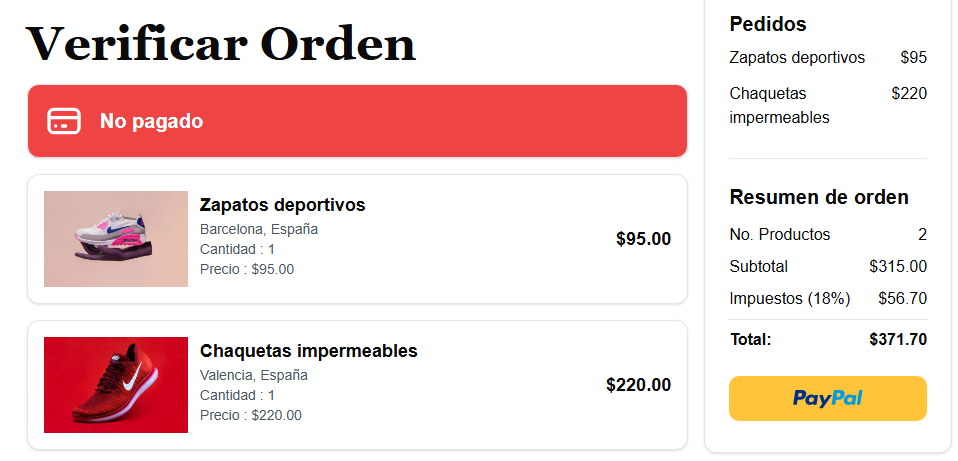 Verificar Orden
No pagado
Zapatos deportivos
Barcelona, España
Cantidad : 1
Precio : $95.00
$95.00
Chaquetas impermeables
Valencia, España
Cantidad : 1
Precio : $220.00
$220.00
Pedidos
Zapatos deportivos $95
Chaquetas $220
impermeables
Resumen de orden
No. Productos 2
Subtotal $315.00
Impuestos (18%) $56.70
Total: $371.70
PayPal